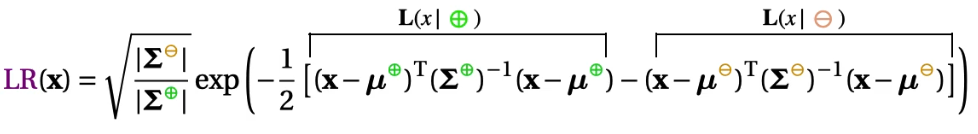 L(x| ⊕ ) L(x| ⊖ )
LR(x) = √(|Σ^⊖| / |Σ^⊕|) exp(−1/2 [(x − μ^⊕)^T(Σ^⊕)^−1(x − μ^⊕) − (x − μ^⊖)^T(Σ^⊖)^−1(x − μ^⊖)])